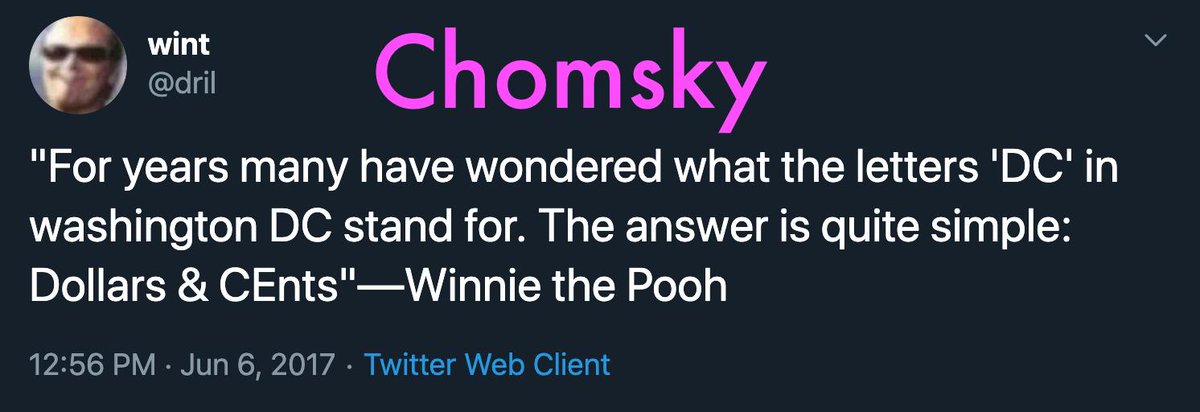 wint
@dril
Chomsky
"For years many have wondered what the letters 'DC' in
washington DC stand for. The answer is quite simple:
Dollars & CEnts"—Winnie the Pooh
12:56 PM · Jun 6, 2017 · Twitter Web Client